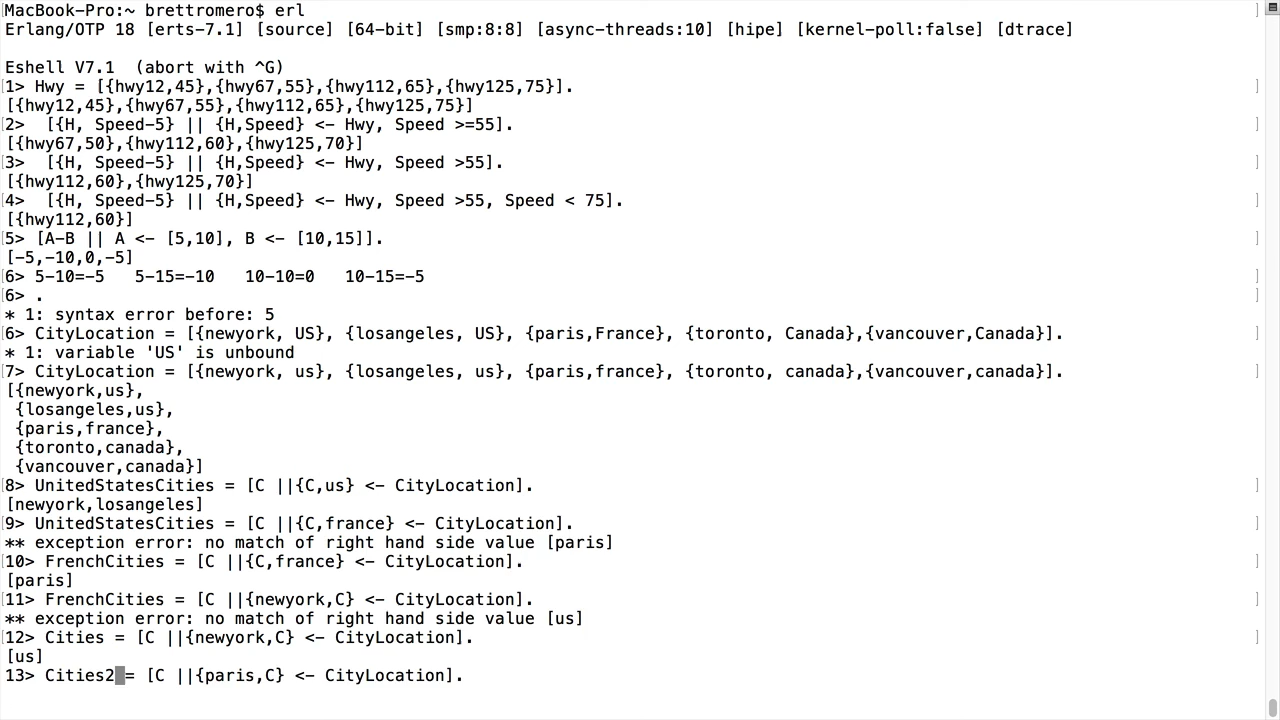 MacBook-Pro:~ brettromero$ erl
Erlang/OTP 18 [erts-7.1] [source] [64-bit] [smp:8:8] [async-threads:10] [hipe] [kernel-poll:false] [dtrace]
Eshell V7.1  (abort with ^G)
1> Hwy = [{hwy12,45},{hwy67,55},{hwy112,65},{hwy125,75}].
[{hwy12,45},{hwy67,55},{hwy112,65},{hwy125,75}]
2>  [{H, Speed-5} || {H,Speed} <- Hwy, Speed >=55].
[{hwy67,50},{hwy112,60},{hwy125,70}]
3>  [{H, Speed-5} || {H,Speed} <- Hwy, Speed >55].
[{hwy112,60},{hwy125,70}]
4>  [{H, Speed-5} || {H,Speed} <- Hwy, Speed >55, Speed < 75].
[{hwy112,60}]
5> [A-B || A <- [5,10], B <- [10,15]].
[-5,-10,0,-5]
6> 5-10=-5   5-15=-10   10-10=0   10-15=-5
6> .
* 1: syntax error before: 5
6> CityLocation = [{newyork, US}, {losangeles, US}, {paris,France}, {toronto, Canada},{vancouver,Canada}].
* 1: variable 'US' is unbound
7> CityLocation = [{newyork, us}, {losangeles, us}, {paris,france}, {toronto, canada},{vancouver,canada}].
[{newyork,us},
 {losangeles,us},
 {paris,france},
 {toronto,canada},
 {vancouver,canada}]
8> UnitedStatesCities = [C ||{C,us} <- CityLocation].
[newyork,losangeles]
9> UnitedStatesCities = [C ||{C,france} <- CityLocation].
** exception error: no match of right hand side value [paris]
10> FrenchCities = [C ||{C,france} <- CityLocation].
[paris]
11> FrenchCities = [C ||{newyork,C} <- CityLocation].
** exception error: no match of right hand side value [us]
12> Cities = [C ||{newyork,C} <- CityLocation].
[us]
13> Cities2 = [C ||{paris,C} <- CityLocation].